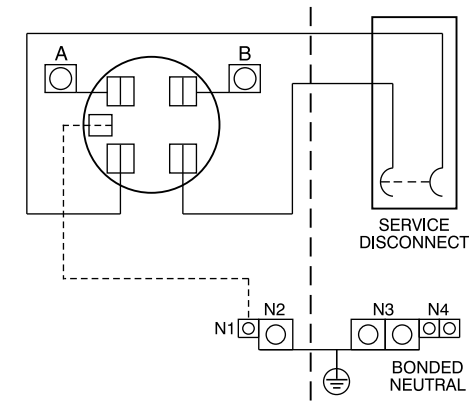 A B
SERVICE
DISCONNECT
N1 N2 N3 N4
BONDED
NEUTRAL